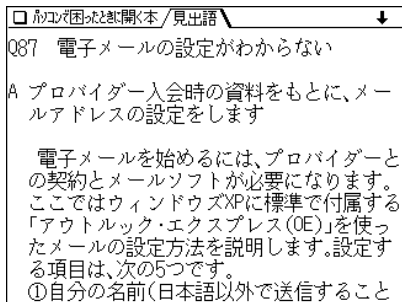 パソコンで困ったときに開く本/見出語
Q87 電子メールの設定がわからない
A プロバイダー入会時の資料をもとに、メー
ルアドレスの設定をします
電子メールを始めるには、プロバイダーと
の契約とメールソフトが必要になります。
ここではウィンドウズXPに標準で付属する
「アウトルック・エクスプレス(OE)」を使っ
たメールの設定方法を説明します。設定す
る項目は、次の5つです。
①自分の名前(日本語以外で送信すること